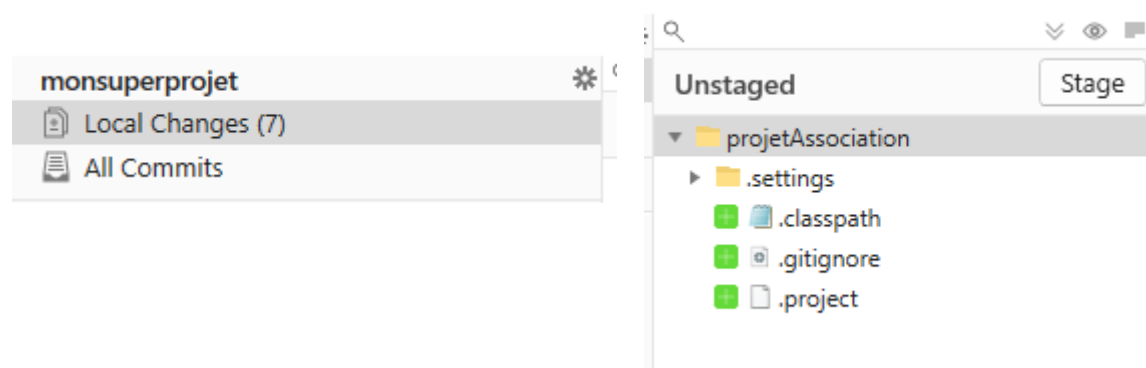 monsuperprojet
Local Changes (7)
All Commits
Unstaged
Stage
projetAssociation
.settings
.classpath
.gitignore
.project